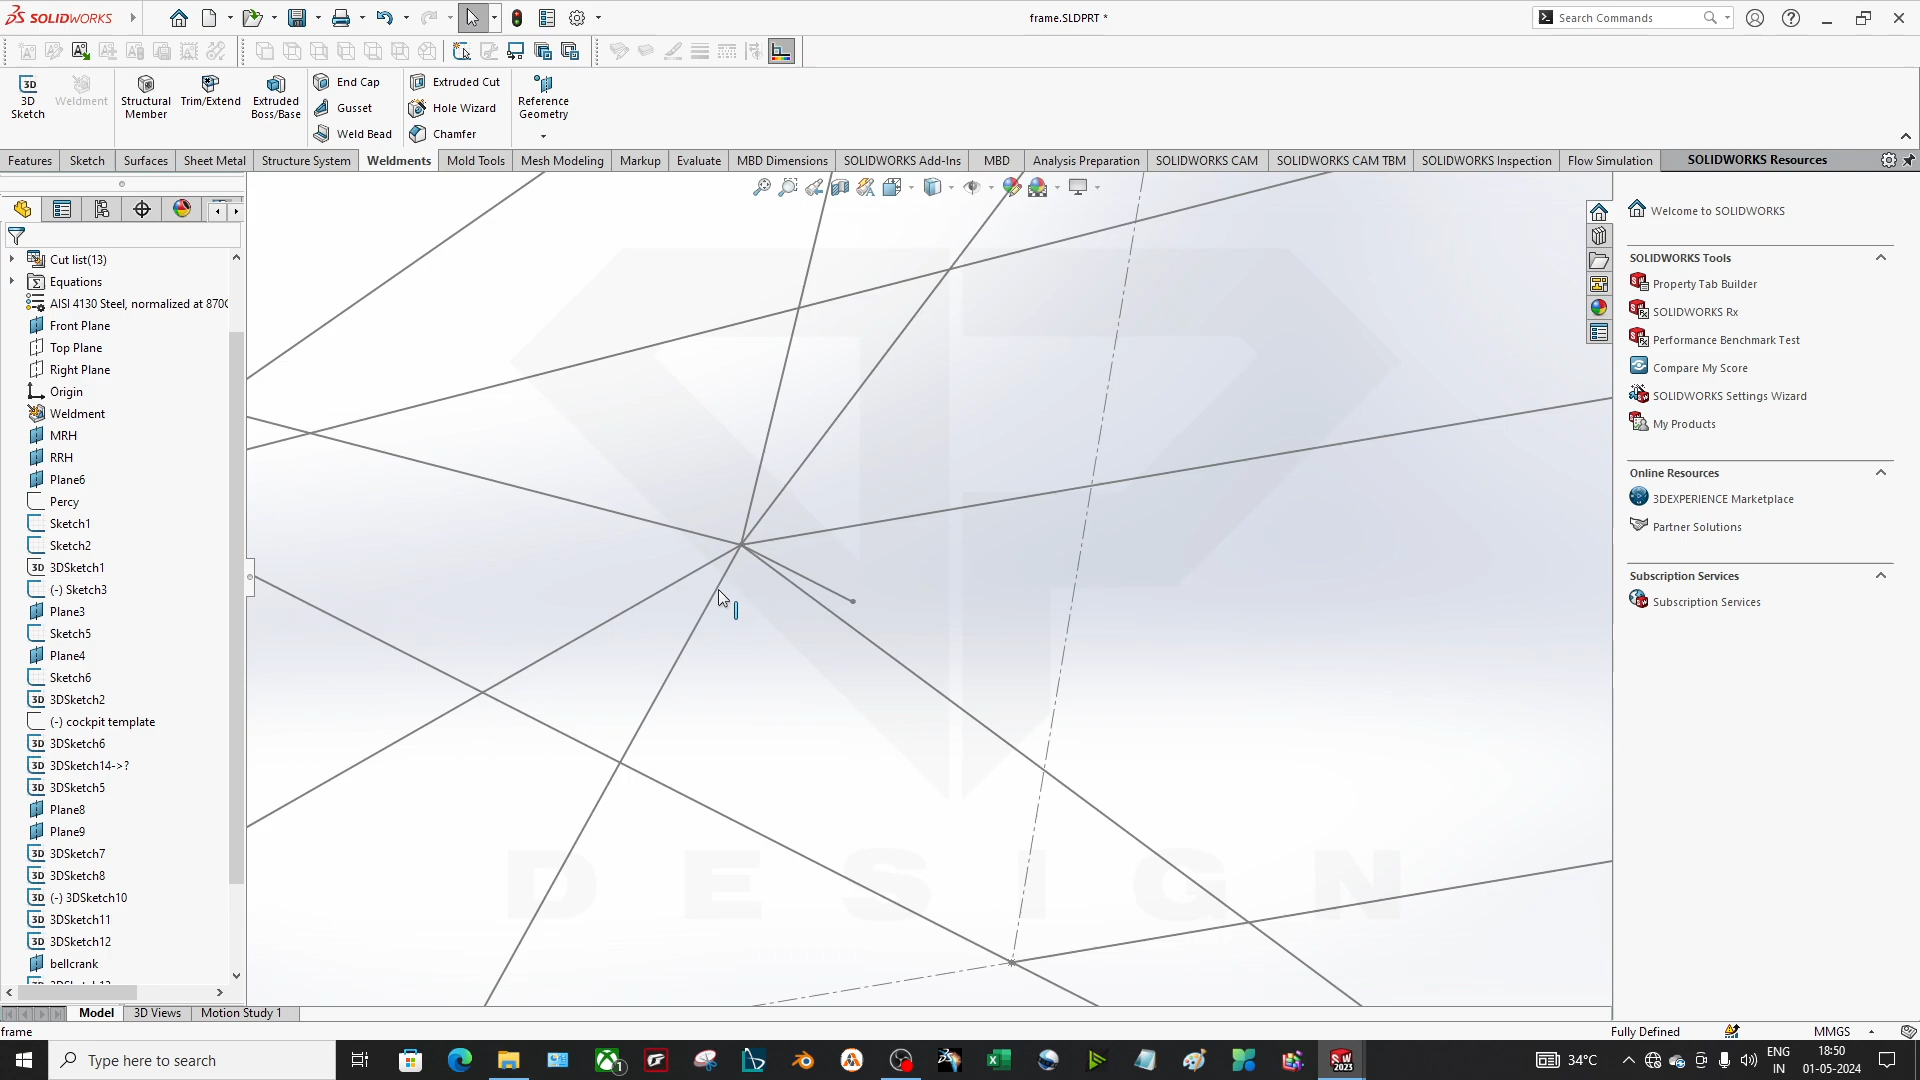 SOLIDWORKS
frame.SLDPRT *
Search Commands
3D
Sketch
Weldment
Structural
Member
Trim/Extend
Extruded
Boss/Base
End Cap
Gusset
Weld Bead
Extruded Cut
Hole Wizard
Chamfer
Reference
Geometry
Features
Sketch
Surfaces
Sheet Metal
Structure System
Weldments
Mold Tools
Mesh Modeling
Markup
Evaluate
MBD Dimensions
SOLIDWORKS Add-Ins
MBD
Analysis Preparation
SOLIDWORKS CAM
SOLIDWORKS CAM TBM
SOLIDWORKS Inspection
Flow Simulation
SOLIDWORKS Resources
Cut list(13)
Equations
AISI 4130 Steel, normalized at 870C
Front Plane
Top Plane
Right Plane
Origin
Weldment
MRH
RRH
Plane6
Percy
Sketch1
Sketch2
3DSketch1
(-) Sketch3
Plane3
Sketch5
Plane4
Sketch6
3DSketch2
(-) cockpit template
3DSketch6
3DSketch14->?
3DSketch5
Plane8
Plane9
3DSketch7
3DSketch8
(-) 3DSketch10
3DSketch11
3DSketch12
bellcrank
DESIGN
Welcome to SOLIDWORKS
SOLIDWORKS Tools
Property Tab Builder
SOLIDWORKS Rx
Performance Benchmark Test
Compare My Score
SOLIDWORKS Settings Wizard
My Products
Online Resources
3DEXPERIENCE Marketplace
Partner Solutions
Subscription Services
Subscription Services
Model
3D Views
Motion Study 1
frame
Fully Defined
MMGS
Type here to search
34°C
ENG
IN
18:50
01-05-2024